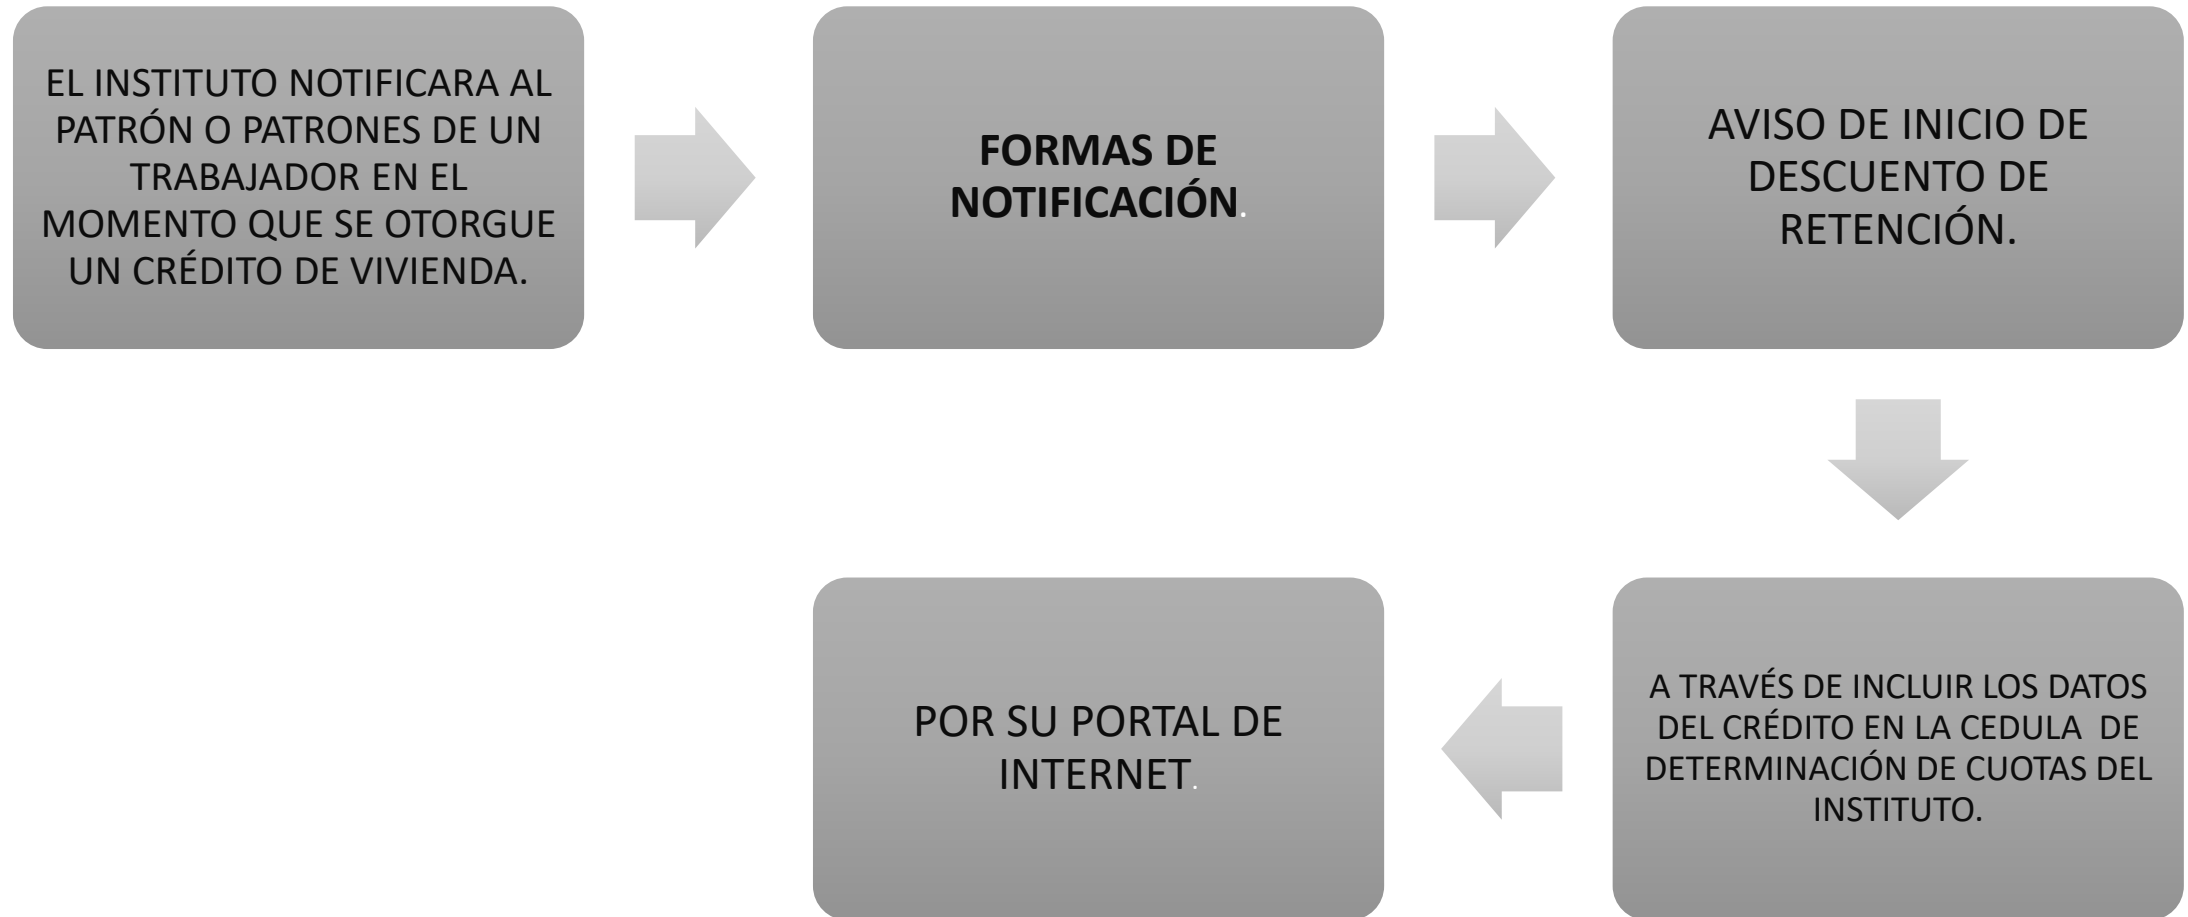 EL INSTITUTO NOTIFICARA AL
PATRÓN O PATRONES DE UN
TRABAJADOR EN EL
MOMENTO QUE SE OTORGUE
UN CRÉDITO DE VIVIENDA.
FORMAS DE
NOTIFICACIÓN.
AVISO DE INICIO DE
DESCUENTO DE
RETENCIÓN.
A TRAVÉS DE INCLUIR LOS DATOS
DEL CRÉDITO EN LA CEDULA DE
DETERMINACIÓN DE CUOTAS DEL
INSTITUTO.
POR SU PORTAL DE
INTERNET.